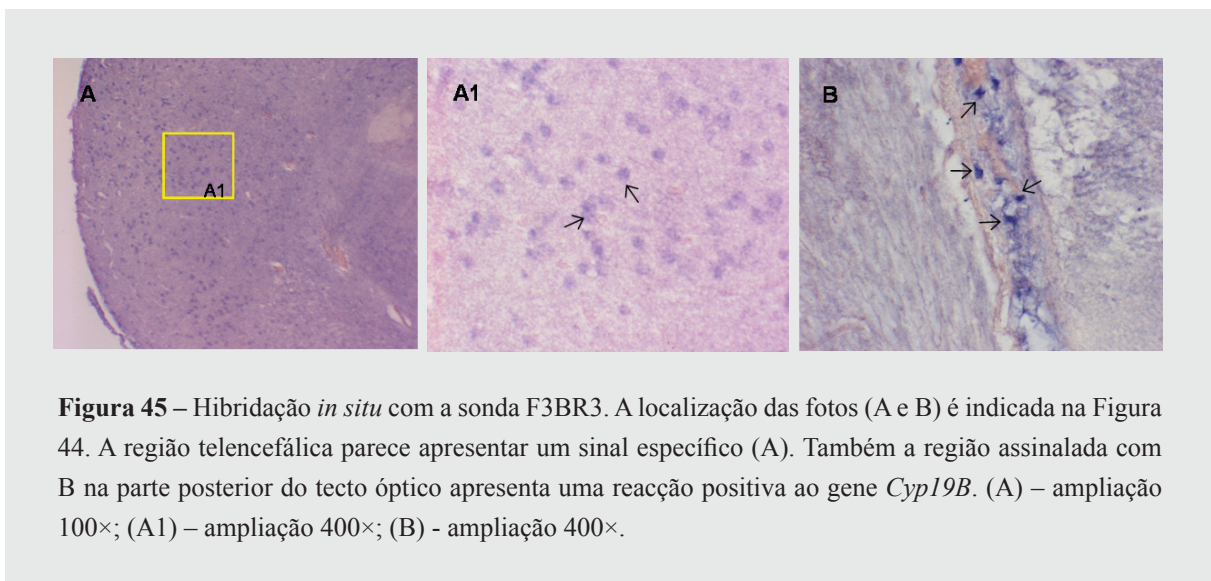 A
A1
A1
B
Figura 45 – Hibridação in situ com a sonda F3BR3. A localização das fotos (A e B) é indicada na Figura
44. A região telencefálica parece apresentar um sinal específico (A). Também a região assinalada com
B na parte posterior do tecto óptico apresenta uma reacção positiva ao gene Cyp19B. (A) – ampliação
100×; (A1) – ampliação 400×; (B) - ampliação 400×.